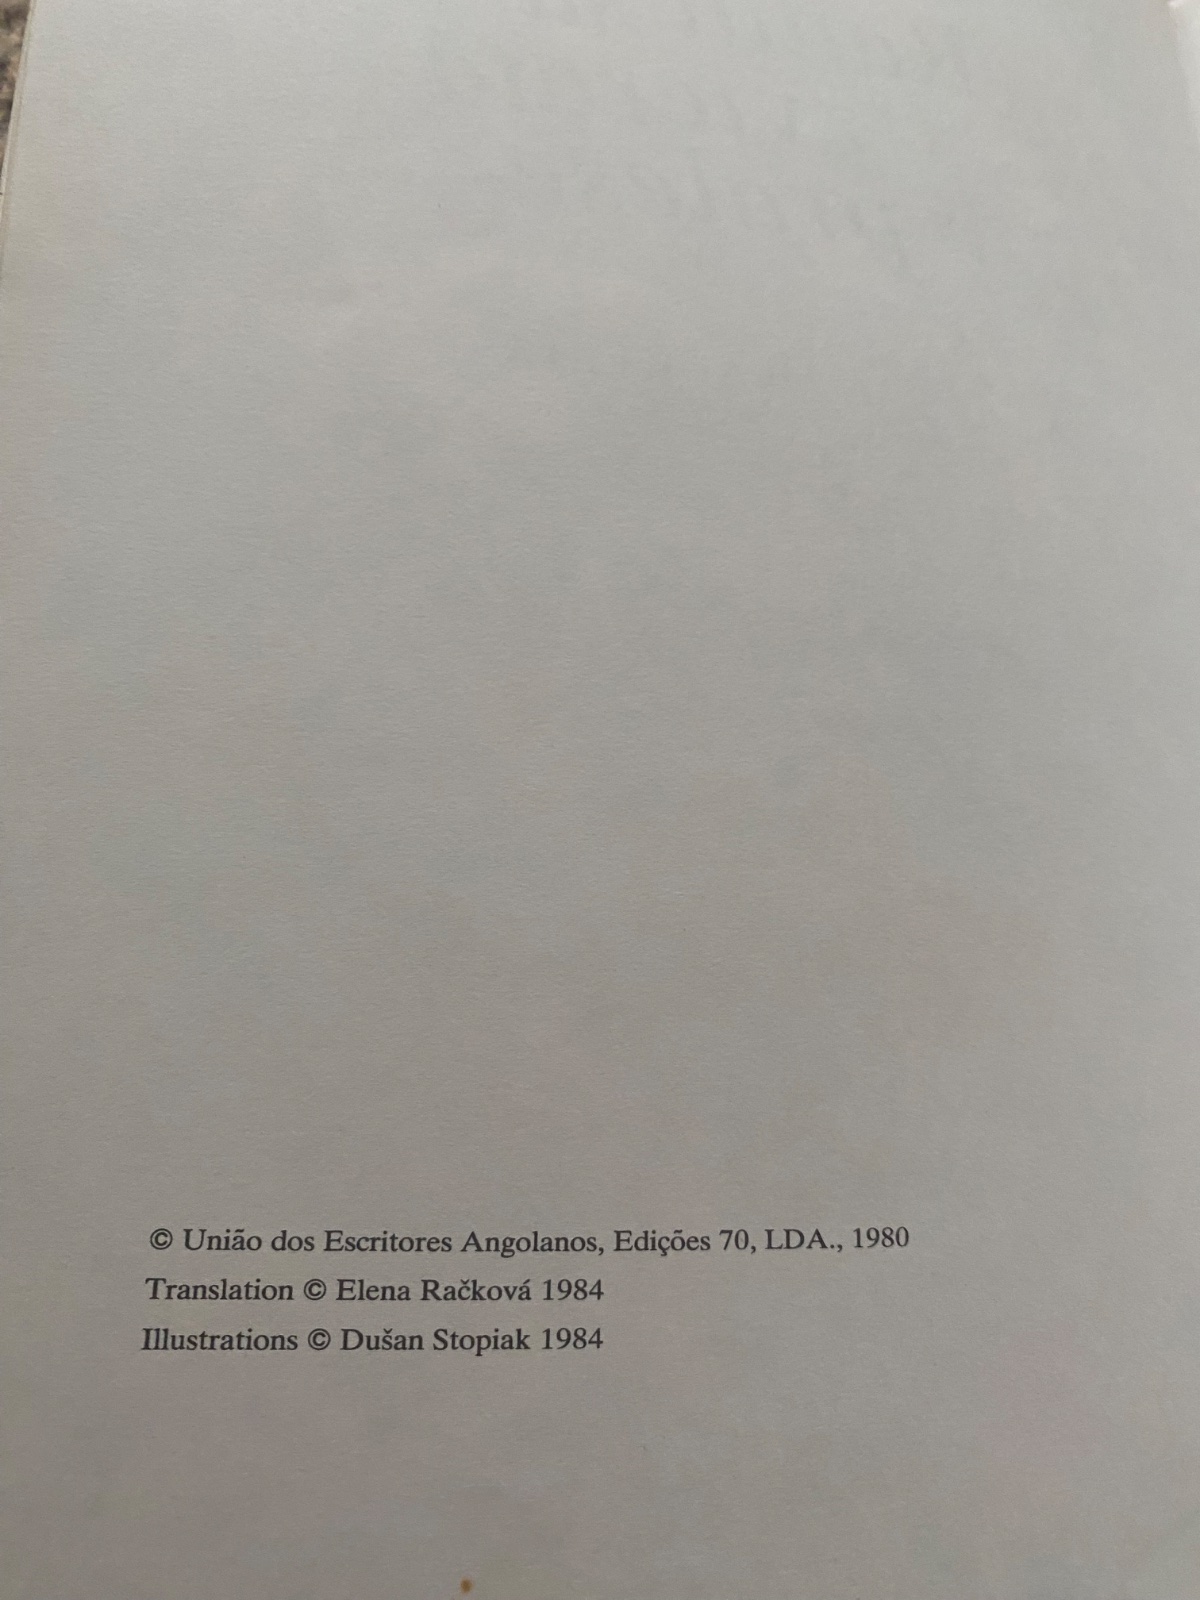 © União dos Escritores Angolanos, Edições 70, LDA., 1980
Translation © Elena Račková 1984
Illustrations © Dušan Stopiak 1984